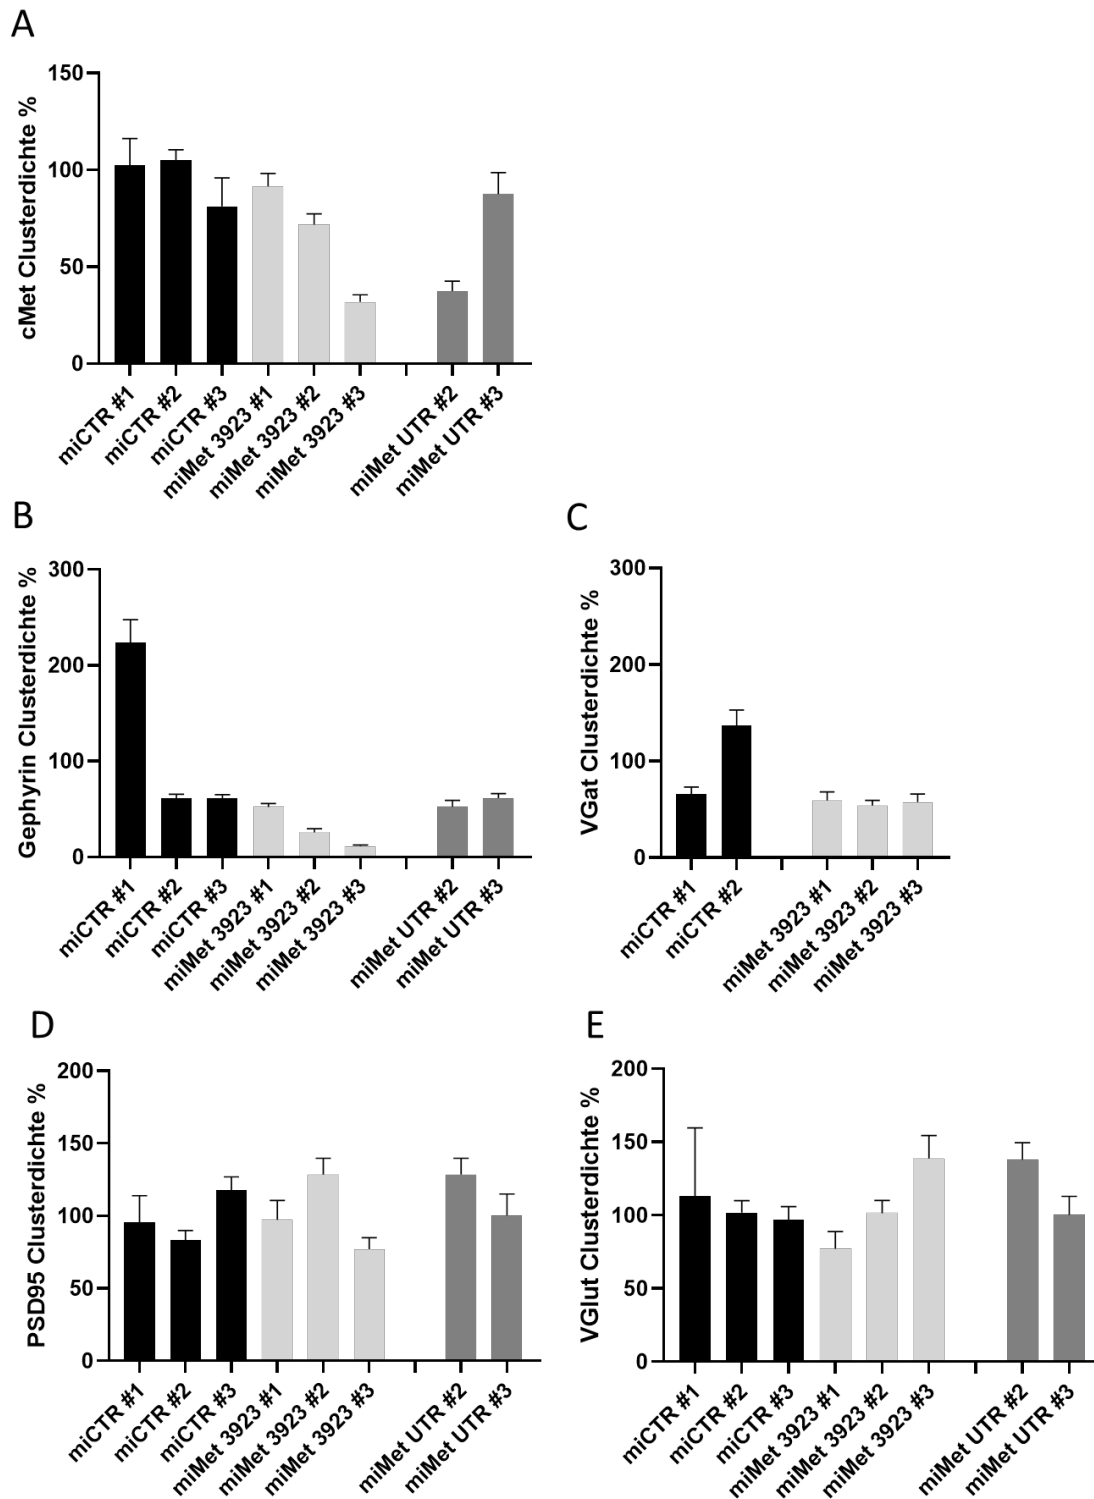 A
cMet Clusterdichte %
150
100
50
0
miCTR #1
miCTR #2
miCTR #3
miMet 3923 #1
miMet 3923 #2
miMet 3923 #3
miMet UTR #2
miMet UTR #3
B
Gephyrin Clusterdichte %
300
200
100
0
miCTR #1
miCTR #2
miCTR #3
miMet 3923 #1
miMet 3923 #2
miMet 3923 #3
miMet UTR #2
miMet UTR #3
C
VGat Clusterdichte %
300
200
100
0
miCTR #1
miCTR #2
miMet 3923 #1
miMet 3923 #2
miMet 3923 #3
D
PSD95 Clusterdichte %
200
150
100
50
0
miCTR #1
miCTR #2
miCTR #3
miMet 3923 #1
miMet 3923 #2
miMet 3923 #3
miMet UTR #2
miMet UTR #3
E
VGlut Clusterdichte %
200
150
100
50
0
miCTR #1
miCTR #2
miCTR #3
miMet 3923 #1
miMet 3923 #2
miMet 3923 #3
miMet UTR #2
miMet UTR #3